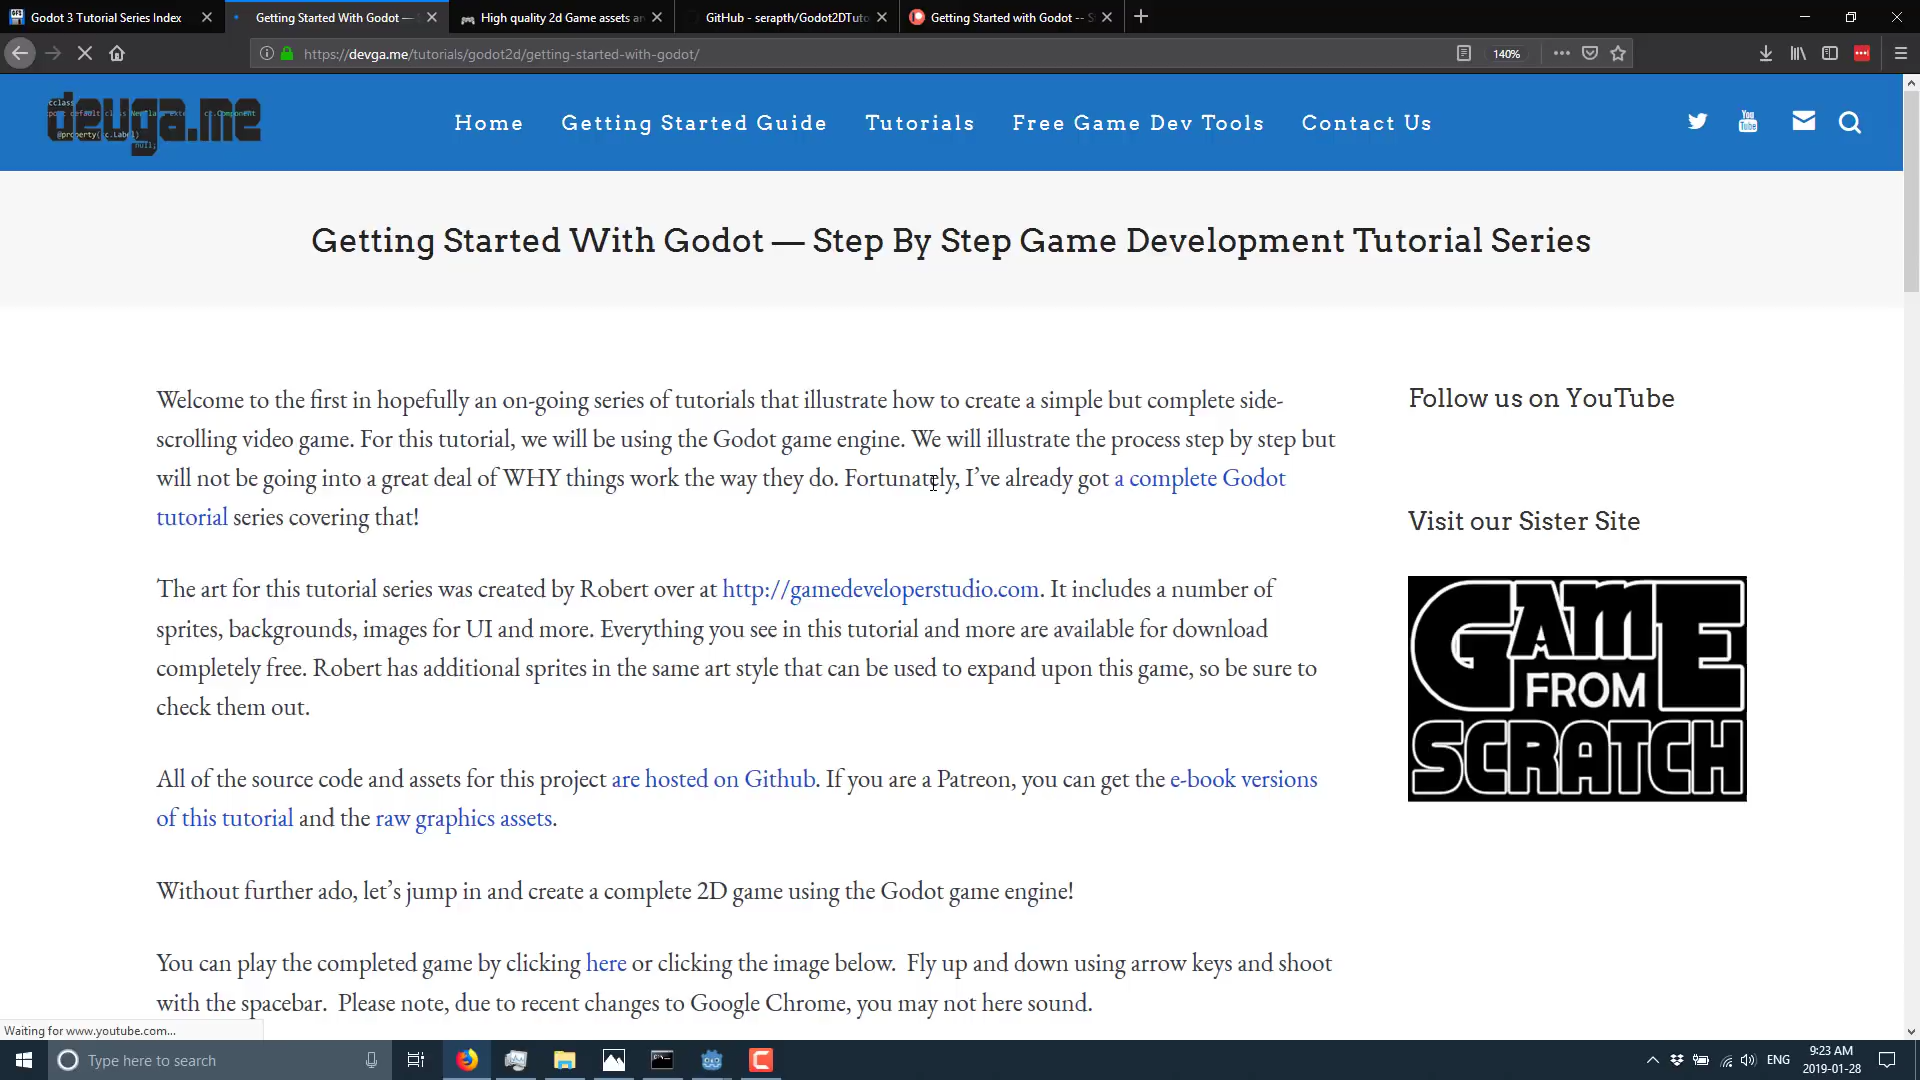 Godot 3 Tutorial Series Index
Getting Started With Godot —
High quality 2d Game assets a
GitHub - serapth/Godot2DTuto
Getting Started with Godot -- S
https://devga.me/tutorials/godot2d/getting-started-with-godot/
140%
devga.me
Home
Getting Started Guide
Tutorials
Free Game Dev Tools
Contact Us
Getting Started With Godot — Step By Step Game Development Tutorial Series
Welcome to the first in hopefully an on-going series of tutorials that illustrate how to create a simple but complete side-
scrolling video game. For this tutorial, we will be using the Godot game engine. We will illustrate the process step by step but
will not be going into a great deal of WHY things work the way they do. Fortunately, I've already got a complete Godot
tutorial series covering that!
The art for this tutorial series was created by Robert over at http://gamedeveloperstudio.com. It includes a number of
sprites, backgrounds, images for UI and more. Everything you see in this tutorial and more are available for download
completely free. Robert has additional sprites in the same art style that can be used to expand upon this game, so be sure to
check them out.
All of the source code and assets for this project are hosted on Github. If you are a Patreon, you can get the e-book versions
of this tutorial and the raw graphics assets.
Without further ado, let's jump in and create a complete 2D game using the Godot game engine!
You can play the completed game by clicking here or clicking the image below. Fly up and down using arrow keys and shoot
with the spacebar. Please note, due to recent changes to Google Chrome, you may not here sound.
Follow us on YouTube
Visit our Sister Site
GAME
FROM
SCRATCH
Waiting for www.youtube.com...
Type here to search
ENG
9:23 AM
2019-01-28